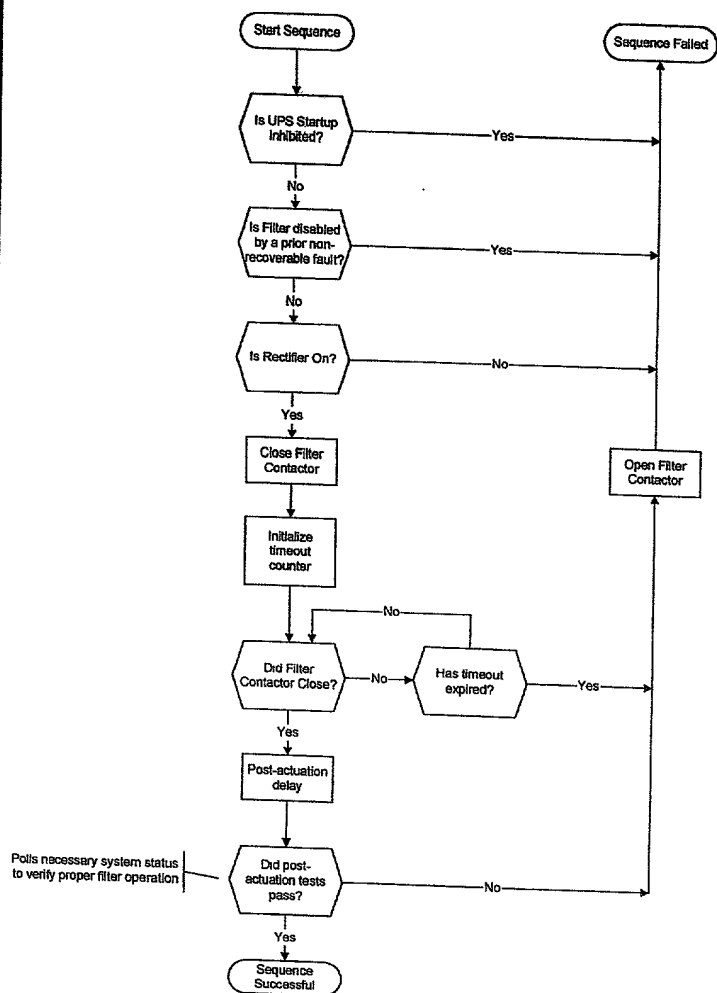 Start Sequence
Sequence Failed
Is UPS Startup
Inhibited?
Yes
No
Is Filter disabled
by a prior non-
recoverable fault?
Yes
No
Is Rectifier On?
No
Yes
Close Filter
Contactor
Open Filter
Contactor
Initialize
timeout
counter
No
Did Filter
Contactor Close?
No
Has timeout
expired?
Yes
Yes
Post-actuation
delay
Polls necessary system status
to verify proper filter operation
Did post-
actuation tests
pass?
No
Yes
Sequence
Successful